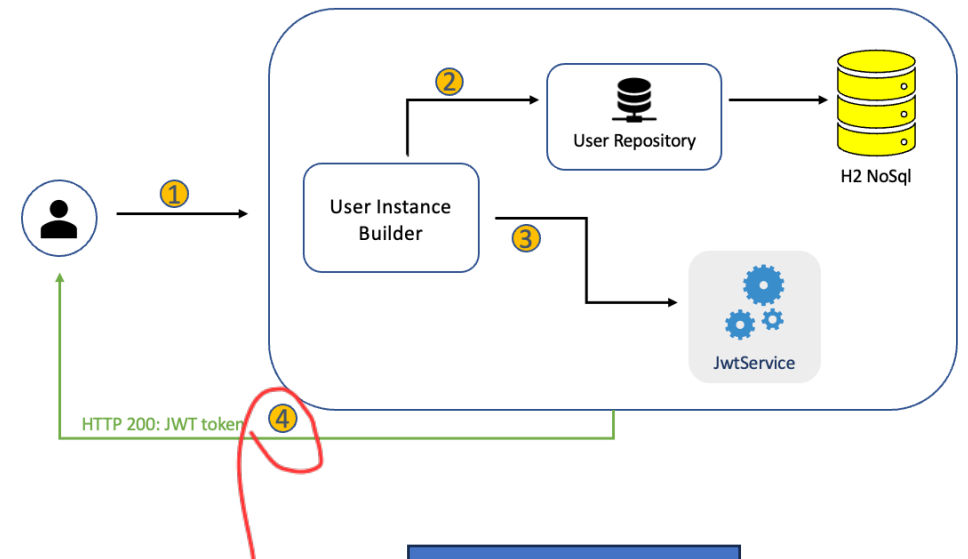 2
User Repository
H2 NoSql
1
User Instance
Builder
3
JwtService
HTTP 200: JWT token
4